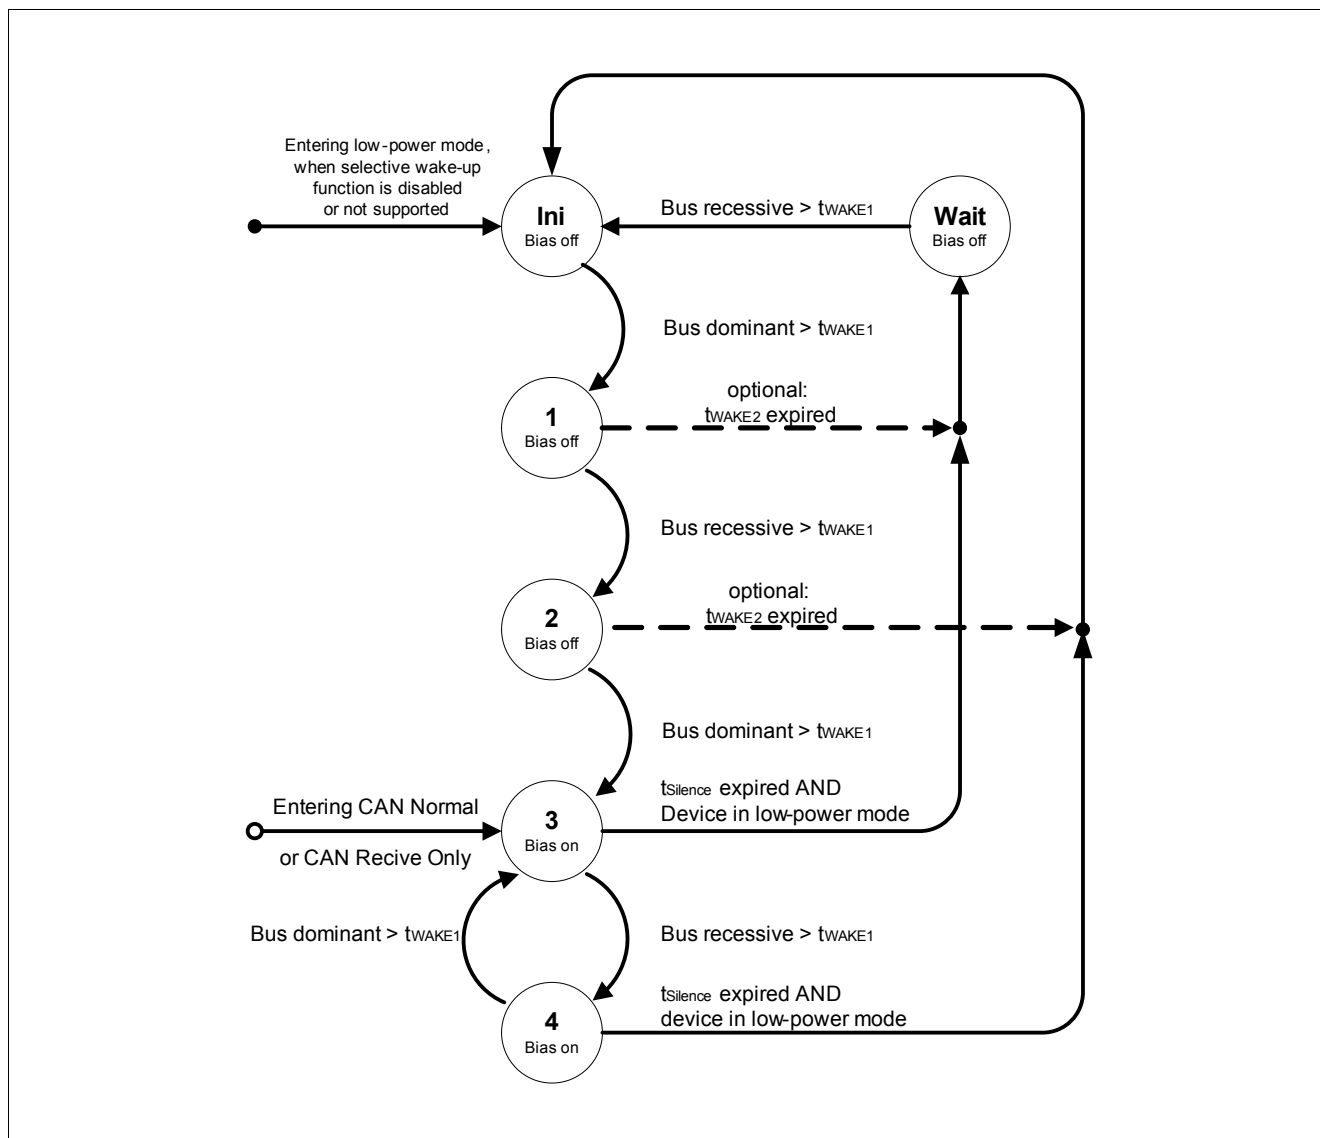 Entering low-power mode,
when selective wake-up
function is disabled
or not supported
Ini
Bias off
Bus recessive > tWAKE1
Wait
Bias off
Bus dominant > tWAKE1
1
Bias off
optional:
tWAKE2 expired
Bus recessive > tWAKE1
2
Bias off
optional:
tWAKE2 expired
Bus dominant > tWAKE1
Entering CAN Normal
or CAN Recive Only
3
Bias on
tSilence expired AND
Device in low-power mode
Bus dominant > tWAKE1
Bus recessive > tWAKE1
4
Bias on
tSilence expired AND
device in low-power mode